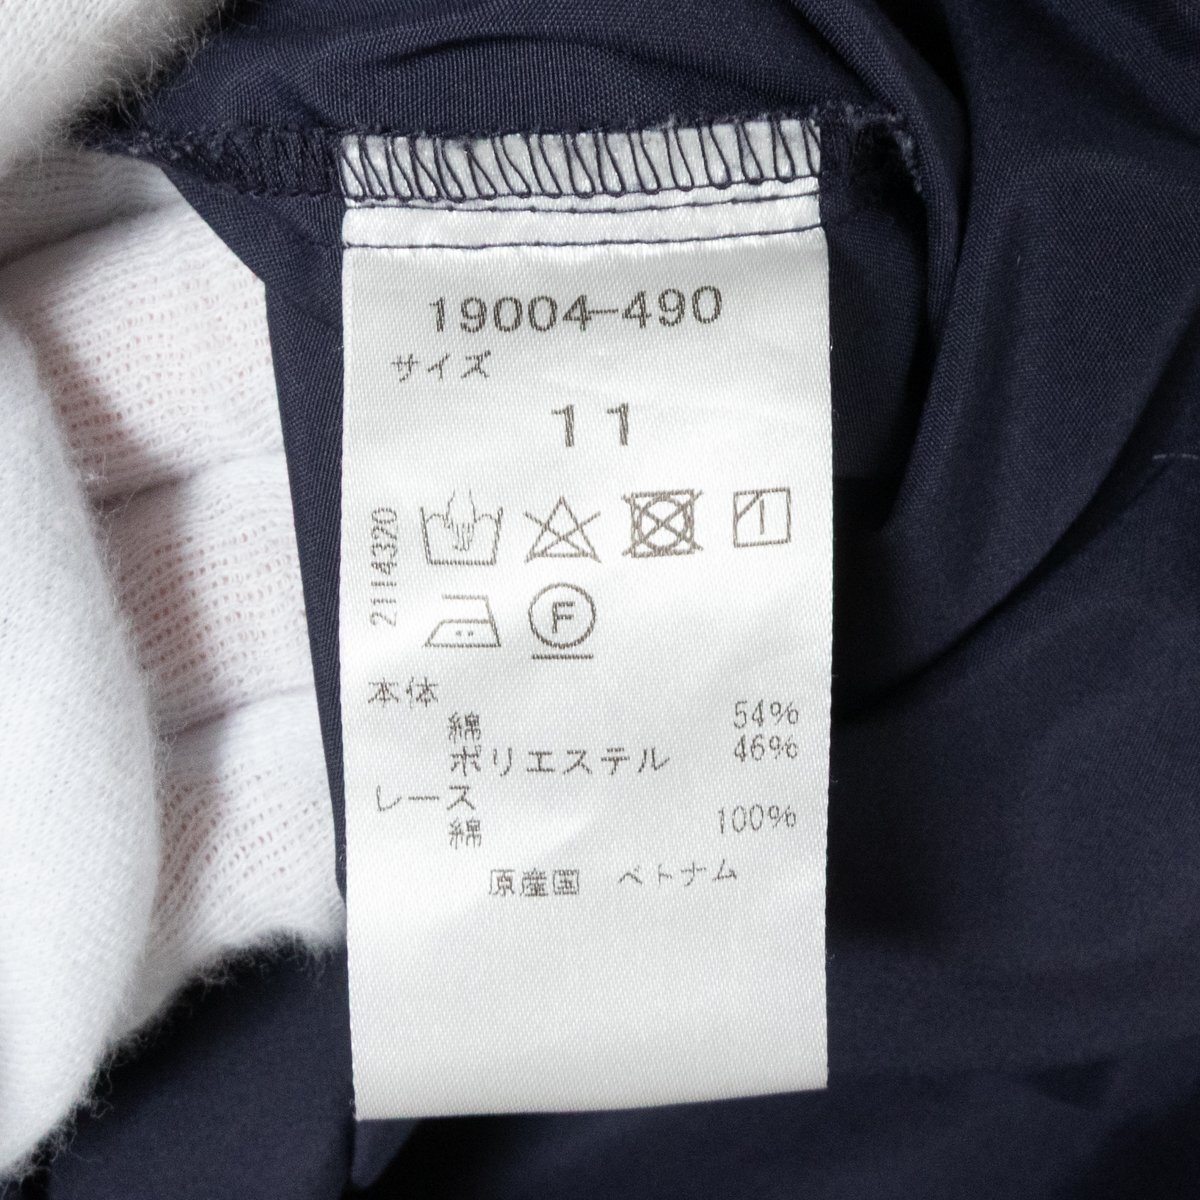 19004-490
サイズ
11
2114320
F
本体
綿 54%
ポリエステル 46%
レース
綿 100%
原産国 ベトナム